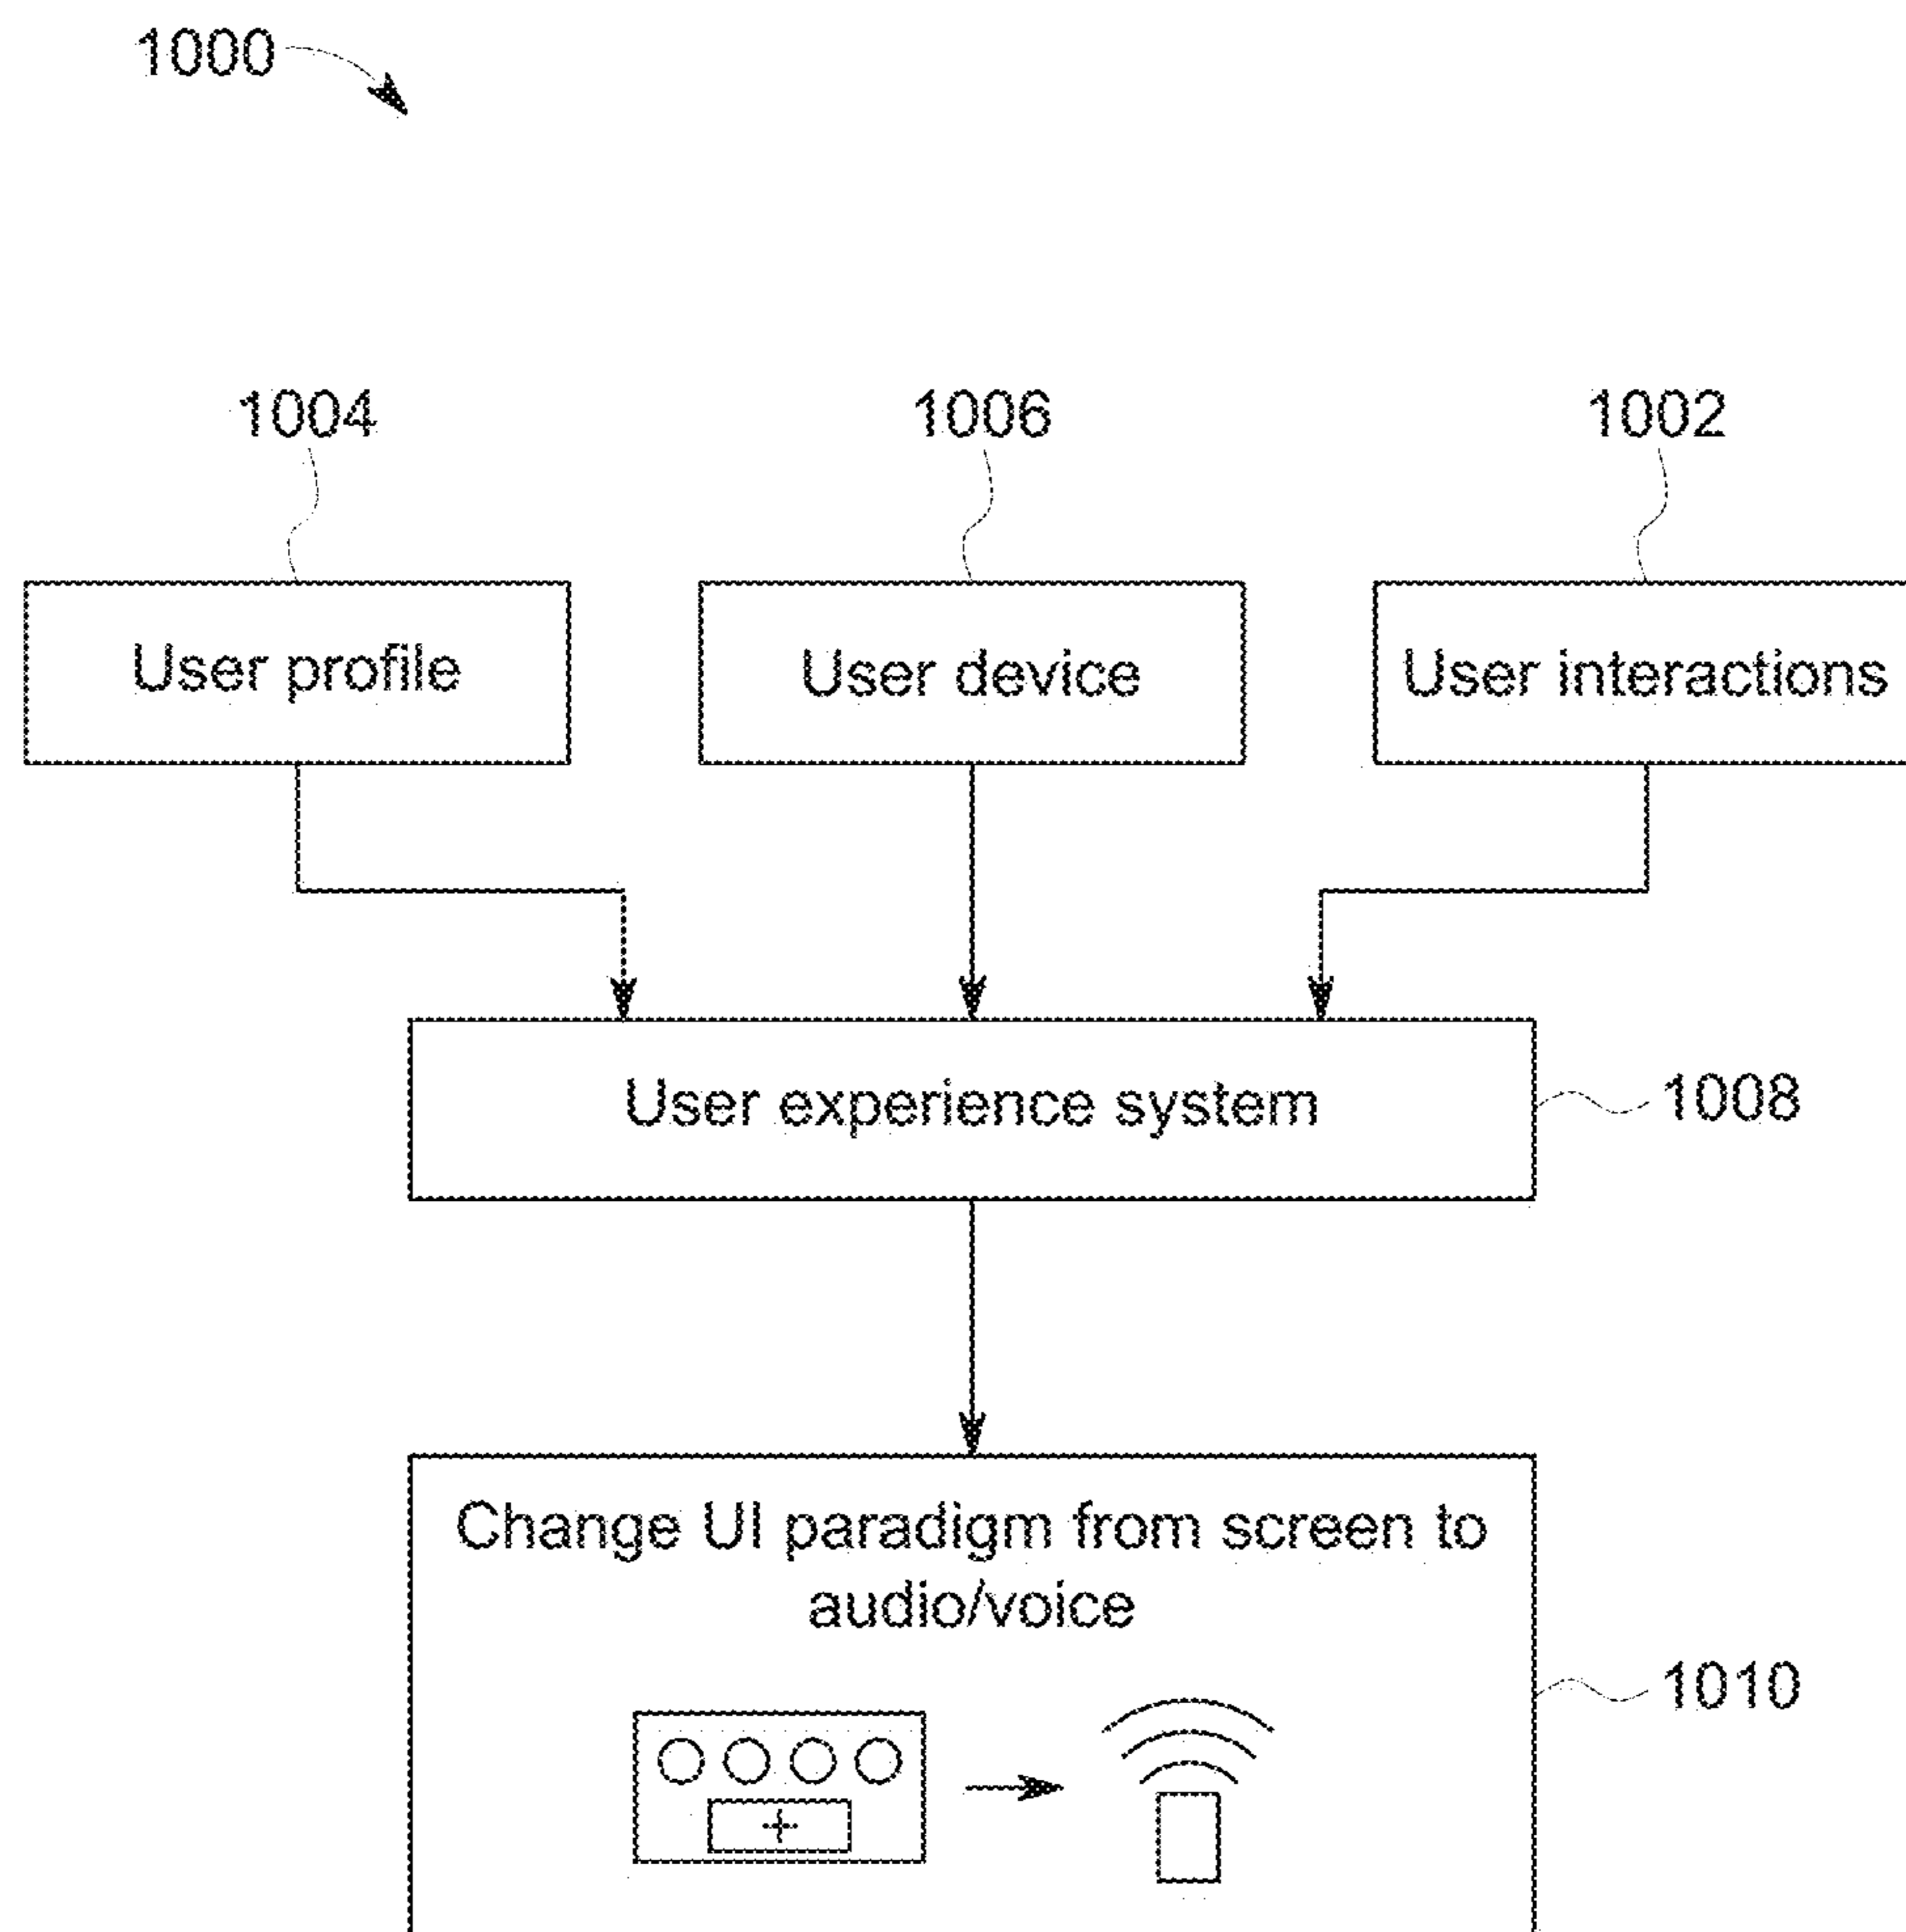 1000
1004
1006
1002
User profile
User device
User interactions
User experience system
1008
Change UI paradigm from screen to
audio/voice
1010
+